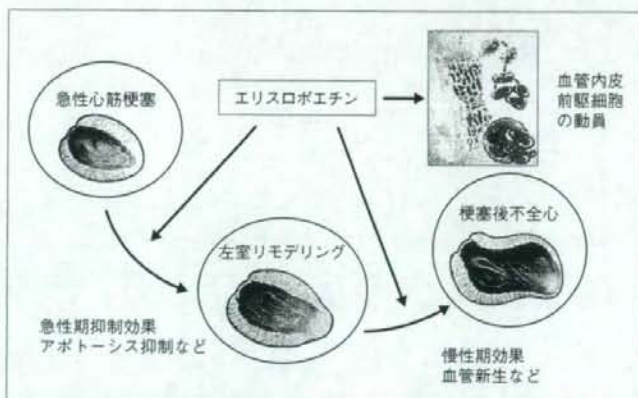 急性心筋梗塞
エリスロポエチン
血管内皮
前駆細胞
の動員
梗塞後不全心
左室リモデリング
急性期抑制効果
アポトーシス抑制など
慢性期効果
血管新生など